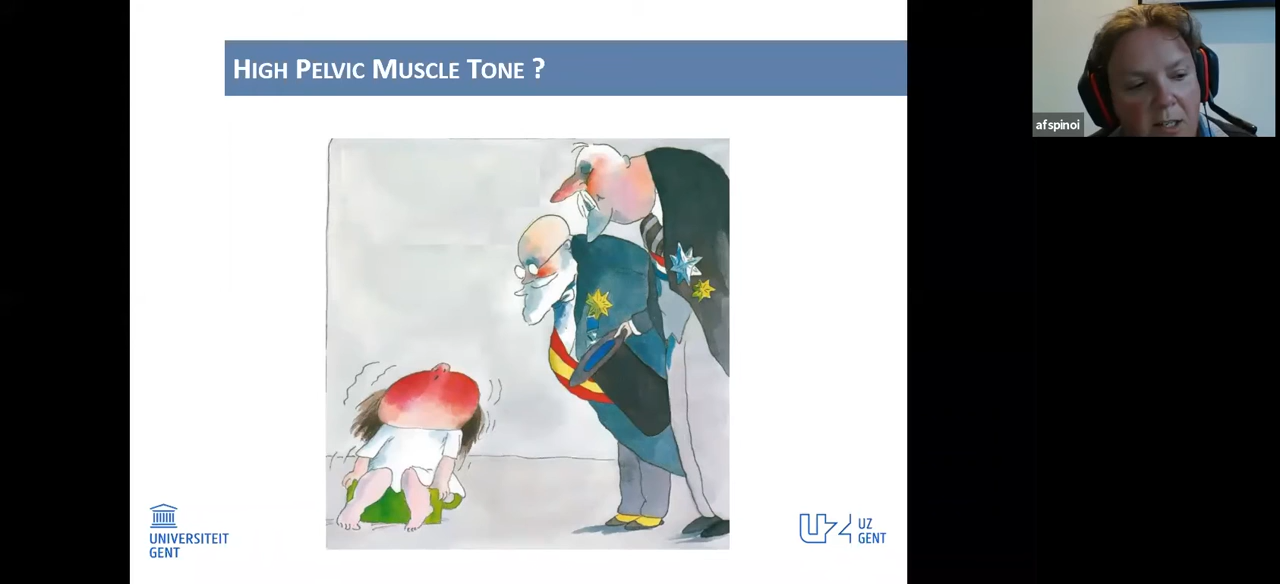 HIGH PELVIC MUSCLE TONE ?
afspinoi
UNIVERSITEIT
GENT
UZ
GENT